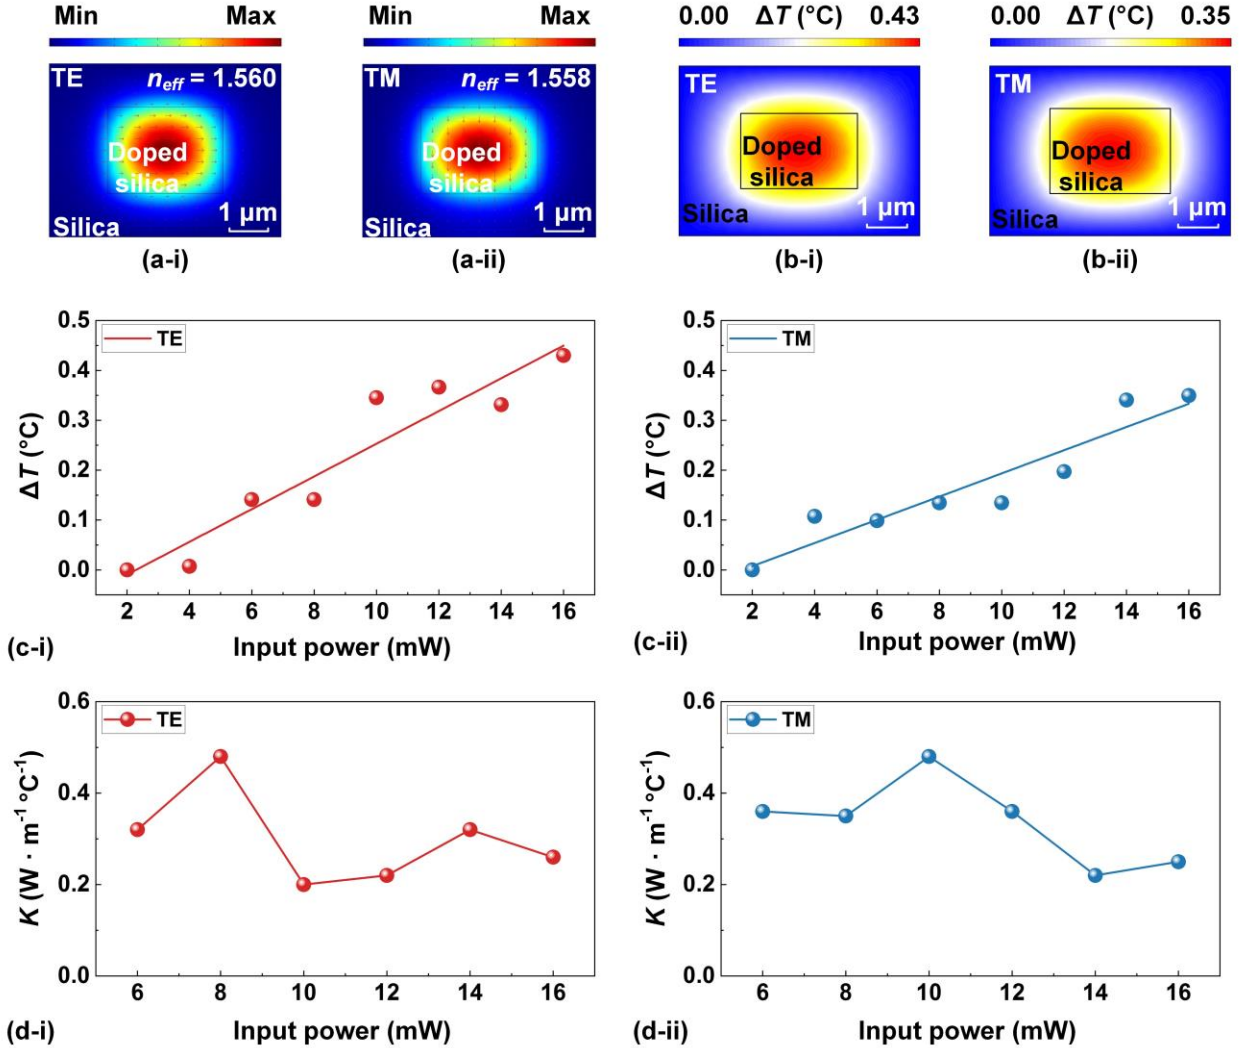 Min Max
TE n_eff = 1.560
Doped
silica
1 μm
Silica
(a-i)
Min Max
TM n_eff = 1.558
Doped
silica
1 μm
Silica
(a-ii)
0.00 ΔT (°C) 0.43
TE
Doped
silica
Silica
1 μm
(b-i)
0.00 ΔT (°C) 0.35
TM
Doped
silica
Silica
1 μm
(b-ii)
TE
ΔT (°C)
0.5
0.4
0.3
0.2
0.1
0.0
2 4 6 8 10 12 14 16
Input power (mW)
(c-i)
TM
ΔT (°C)
0.5
0.4
0.3
0.2
0.1
0.0
2 4 6 8 10 12 14 16
Input power (mW)
(c-ii)
TE
K (W · m⁻¹ °C⁻¹)
0.6
0.4
0.2
0.0
6 8 10 12 14 16
Input power (mW)
(d-i)
TM
K (W · m⁻¹ °C⁻¹)
0.6
0.4
0.2
0.0
6 8 10 12 14 16
Input power (mW)
(d-ii)